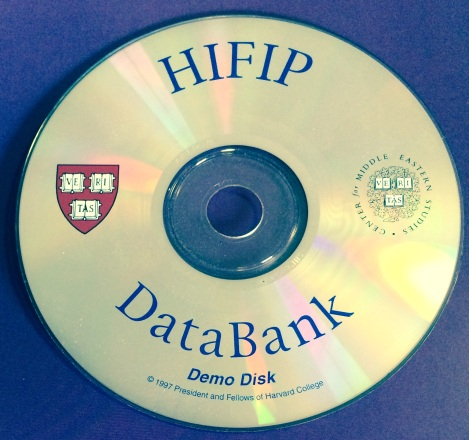 HIFIP
VE RI
TAS
CENTER for MIDDLE EASTERN STUDIES •
VE RI
TAS
DataBank
Demo Disk
© 1997 President and Fellows of Harvard College